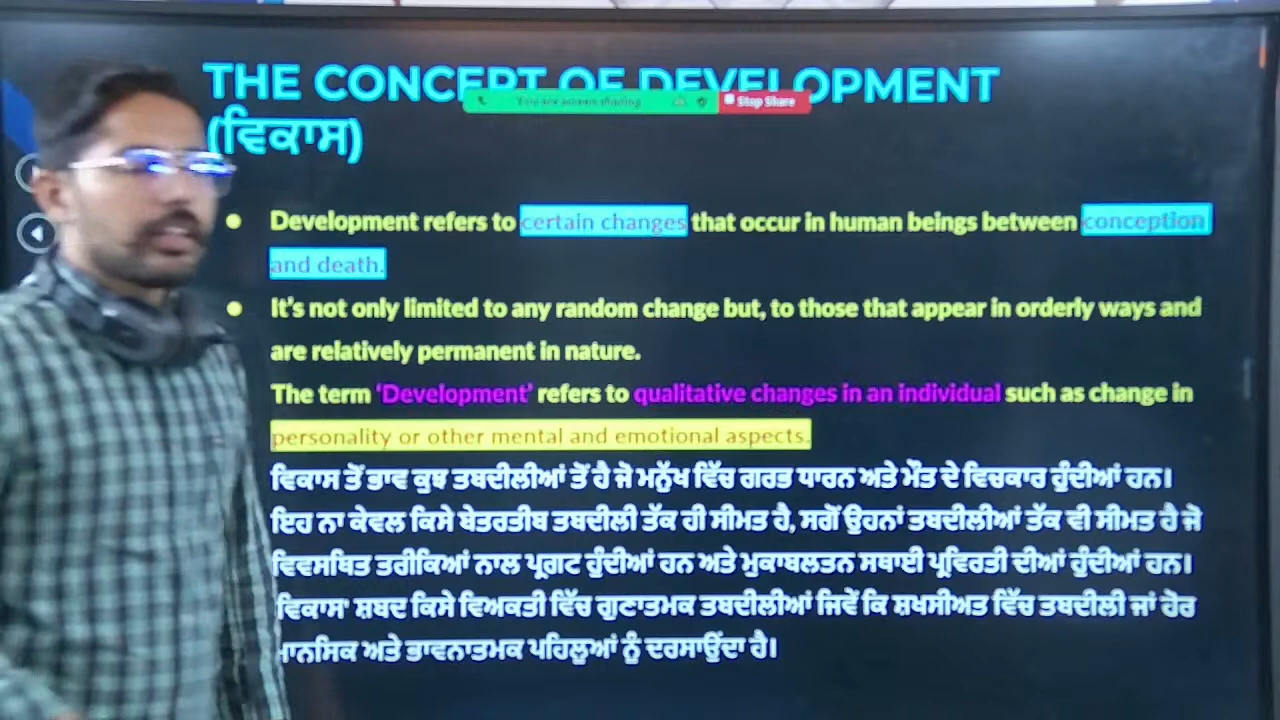 THE CONCEPT OF DEVELOPMENT
You are screen sharing
Stop Share
(ਵਿਕਾਸ)
Development refers to certain changes that occur in human beings between conception
and death.
It's not only limited to any random change but, to those that appear in orderly ways and
are relatively permanent in nature.
The term ‘Development’ refers to qualitative changes in an individual such as change in
personality or other mental and emotional aspects.
ਵਿਕਾਸ ਤੋਂ ਭਾਵ ਕੁਝ ਤਬਦੀਲੀਆਂ ਤੋਂ ਹੈ ਜੋ ਮਨੁੱਖ ਵਿੱਚ ਗਰਭ ਧਾਰਨ ਅਤੇ ਮੌਤ ਦੇ ਵਿਚਕਾਰ ਹੁੰਦੀਆਂ ਹਨ।
ਇਹ ਨਾ ਕੇਵਲ ਕਿਸੇ ਬੇਤਰਤੀਬ ਤਬਦੀਲੀ ਤੱਕ ਹੀ ਸੀਮਤ ਹੈ, ਸਗੋਂ ਉਹਨਾਂ ਤਬਦੀਲੀਆਂ ਤੱਕ ਵੀ ਸੀਮਤ ਹੈ ਜੋ
ਵਿਵਸਥਿਤ ਤਰੀਕਿਆਂ ਨਾਲ ਪ੍ਰਗਟ ਹੁੰਦੀਆਂ ਹਨ ਅਤੇ ਮੁਕਾਬਲਤਨ ਸਥਾਈ ਪ੍ਰਵਿਰਤੀ ਦੀਆਂ ਹੁੰਦੀਆਂ ਹਨ।
ਵਿਕਾਸ' ਸ਼ਬਦ ਕਿਸੇ ਵਿਅਕਤੀ ਵਿੱਚ ਗੁਣਾਤਮਕ ਤਬਦੀਲੀਆਂ ਜਿਵੇਂ ਕਿ ਸ਼ਖਸੀਅਤ ਵਿੱਚ ਤਬਦੀਲੀ ਜਾਂ ਹੋਰ
ਮਾਨਸਿਕ ਅਤੇ ਭਾਵਨਾਤਮਕ ਪਹਿਲੂਆਂ ਨੂੰ ਦਰਸਾਉਂਦਾ ਹੈ।